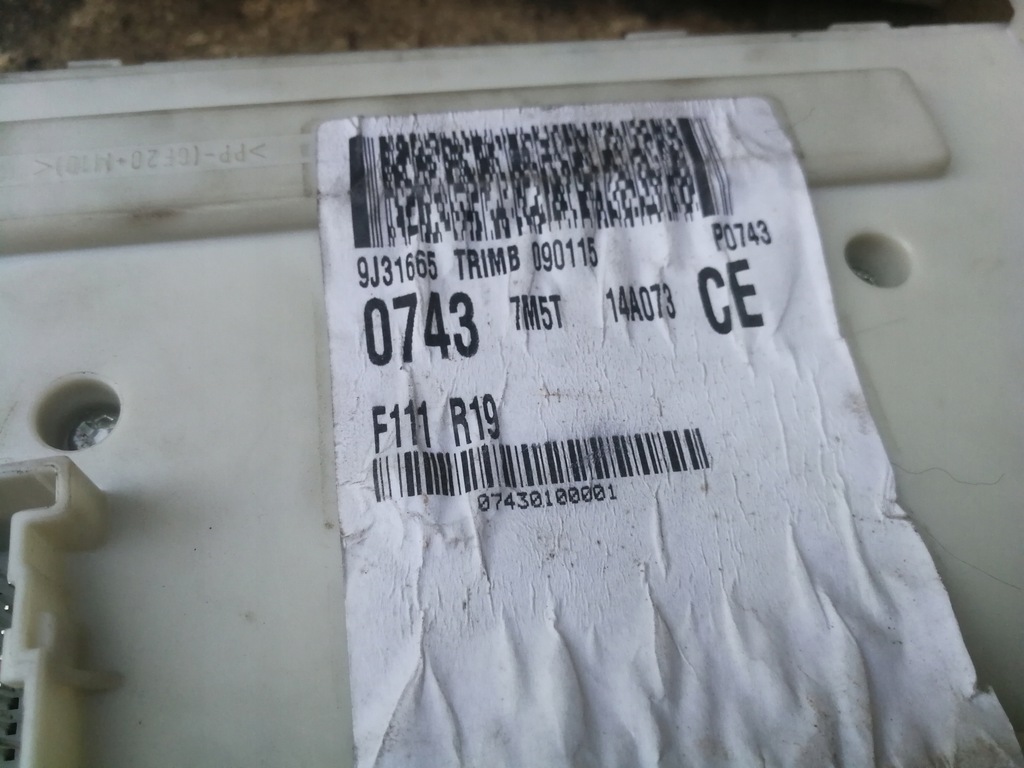 >PP-(GF20+M10)<
P0743
9J31665 TRIMB 090115
0743 7M5T 14A073 CE
F111 R19
07430100001